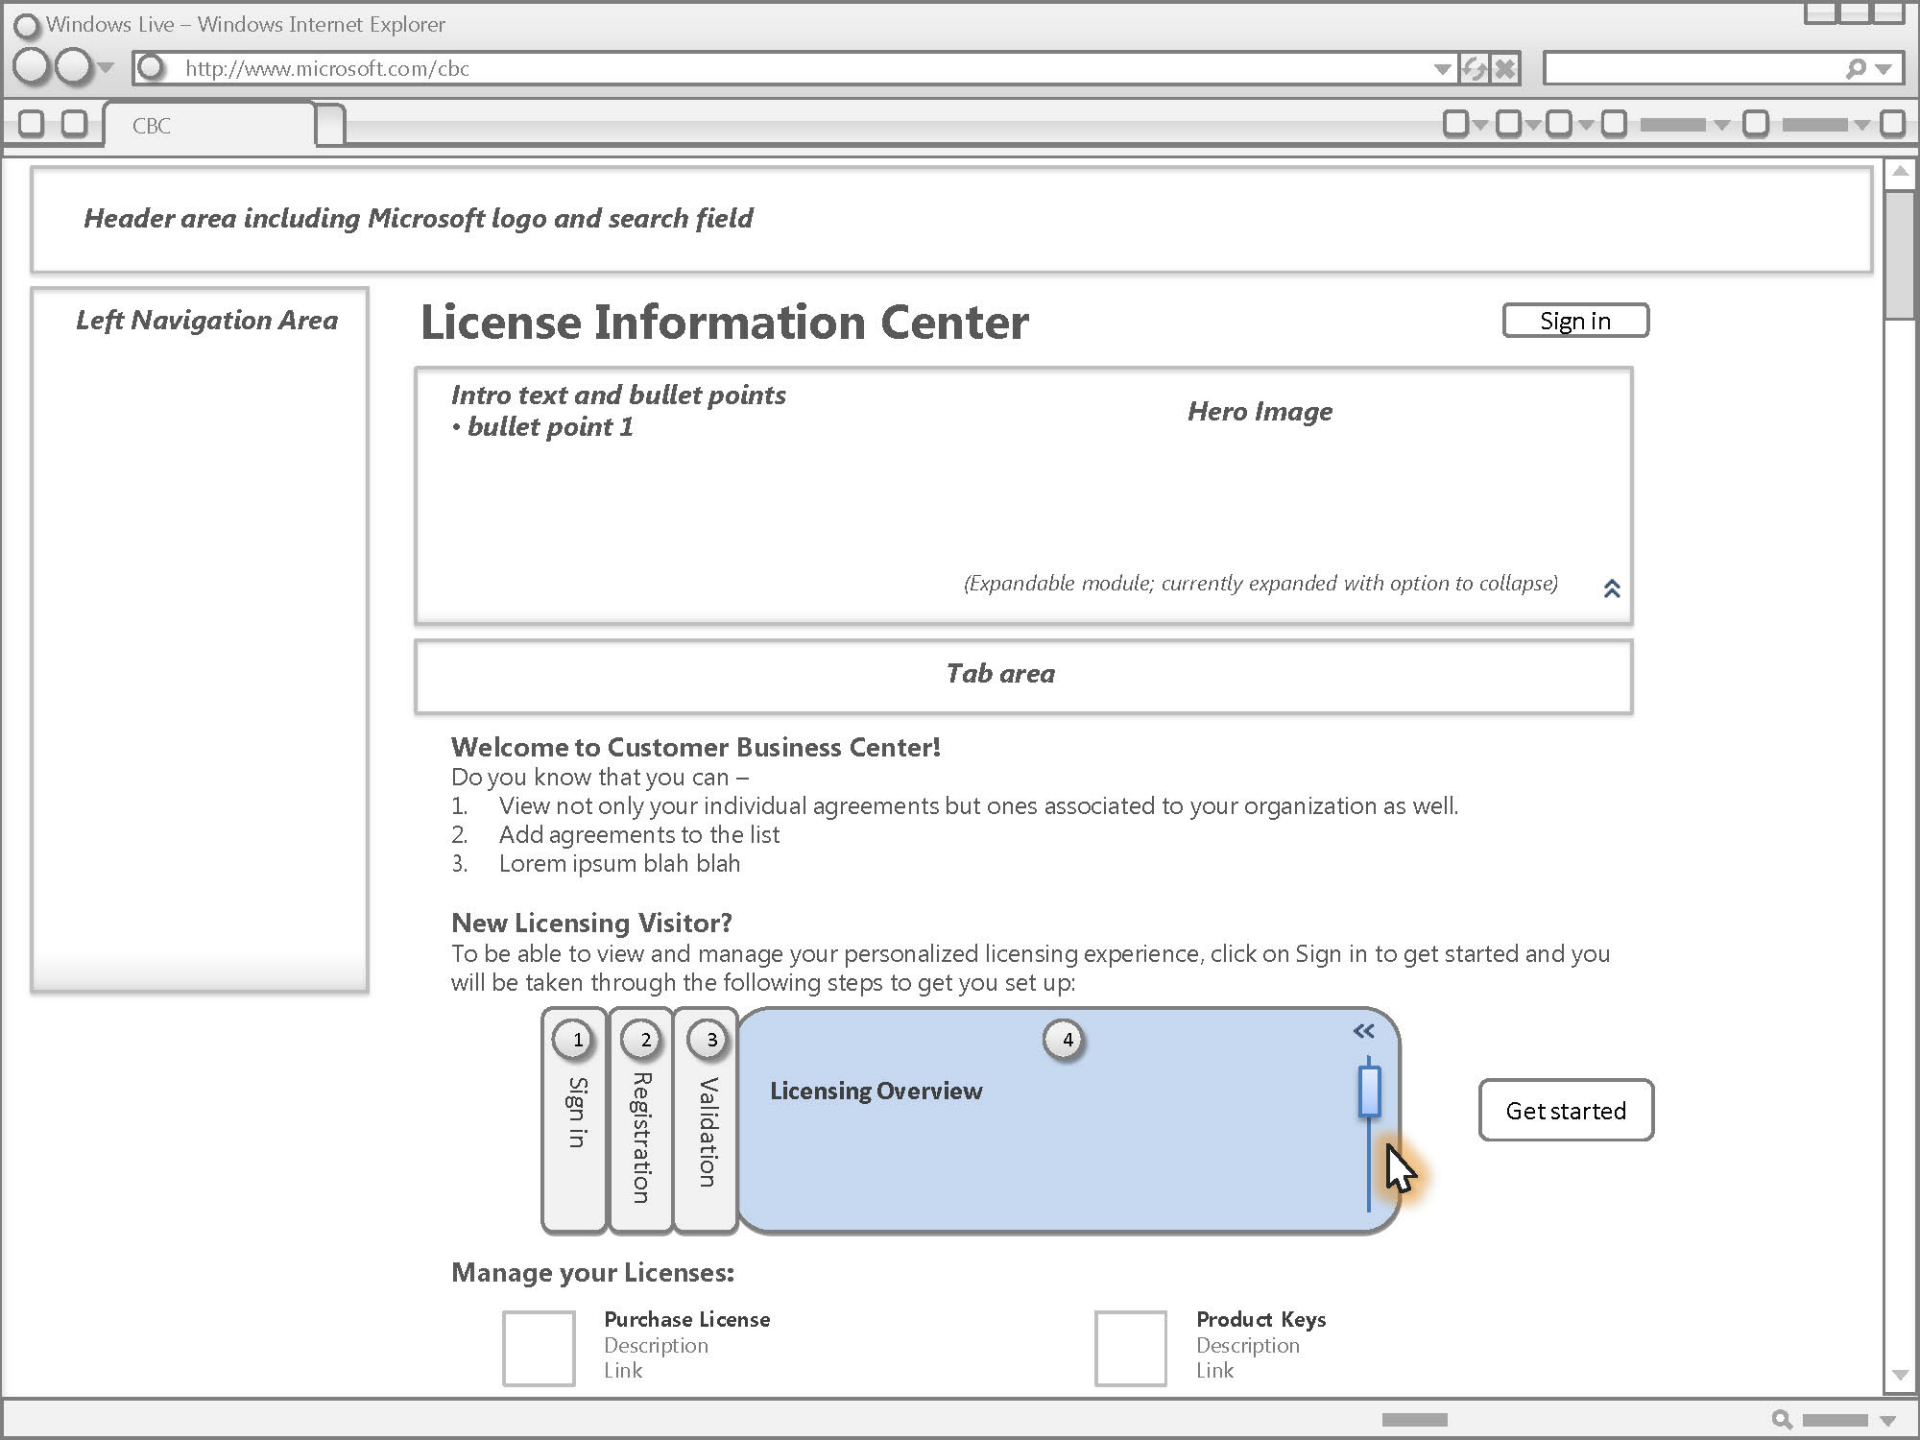 Windows Live – Windows Internet Explorer
http://www.microsoft.com/cbc
CBC
Header area including Microsoft logo and search field
Left Navigation Area
License Information Center
Sign in
Intro text and bullet points
• bullet point 1
Hero Image
(Expandable module; currently expanded with option to collapse)
Tab area
Welcome to Customer Business Center!
Do you know that you can –
1. View not only your individual agreements but ones associated to your organization as well.
2. Add agreements to the list
3. Lorem ipsum blah blah
New Licensing Visitor?
To be able to view and manage your personalized licensing experience, click on Sign in to get started and you
will be taken through the following steps to get you set up:
1
Sign in
2
Registration
3
Validation
4
Licensing Overview
Get started
Manage your Licenses:
Purchase License
Description
Link
Product Keys
Description
Link